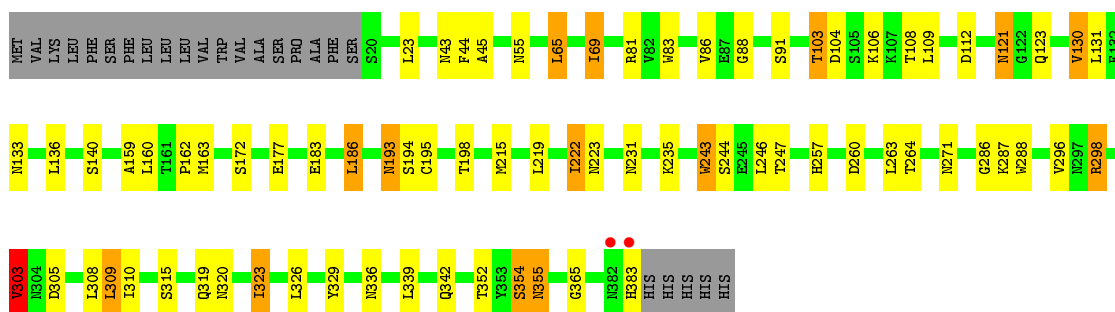 MET VAL LYS LEU PHE SER PHE LEU LEU LEU VAL TRP VAL ALA SER PRO ALA PHE SER S20 L23 N43 F44 A45 N55 L65 I69 R81 V82 W83 V86 E87 G88 S91 T103 D104 S105 K106 K107 T108 L109 D112 N121 G122 Q123 V130 L131 E132
N133 L136 S140 A159 L160 T161 P162 M163 S172 E177 E183 L186 N193 S194 C195 T198 M215 L219 I222 N223 N231 K235 W243 S244 E245 L246 T247 H257 D260 L263 T264 N271 G286 K287 W288 V296 N297 R298
V303 N304 D305 L308 L309 I310 S315 Q319 N320 I323 L326 Y329 N336 L339 Q342 T352 Y353 S354 N355 G365 N382 H383 HIS HIS HIS HIS HIS